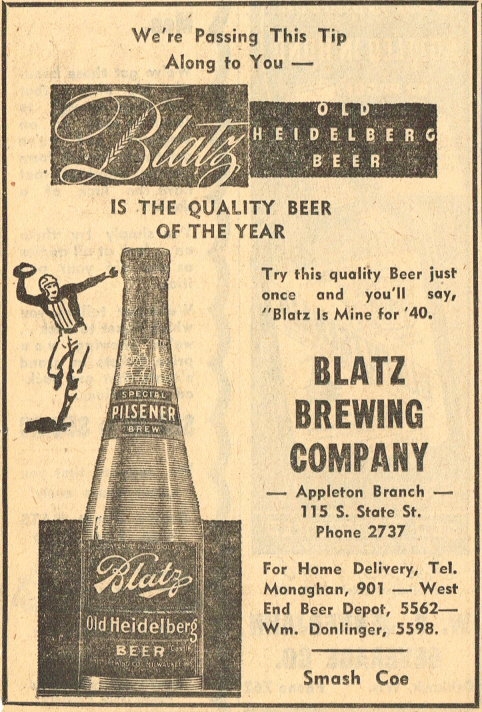 We're Passing This Tip
Along to You —
Blatz
OLD
HEIDELBERG
BEER
IS THE QUALITY BEER
OF THE YEAR
Try this quality Beer just
once and you'll say,
"Blatz Is Mine for '40.
SPECIAL
PILSENER
BREW
BLATZ
BREWING
COMPANY
— Appleton Branch —
115 S. State St.
Phone 2737
Blatz
Old Heidelberg
BEER
For Home Delivery, Tel.
Monaghan, 901 — West
End Beer Depot, 5562—
Wm. Donlinger, 5598.
Smash Coe